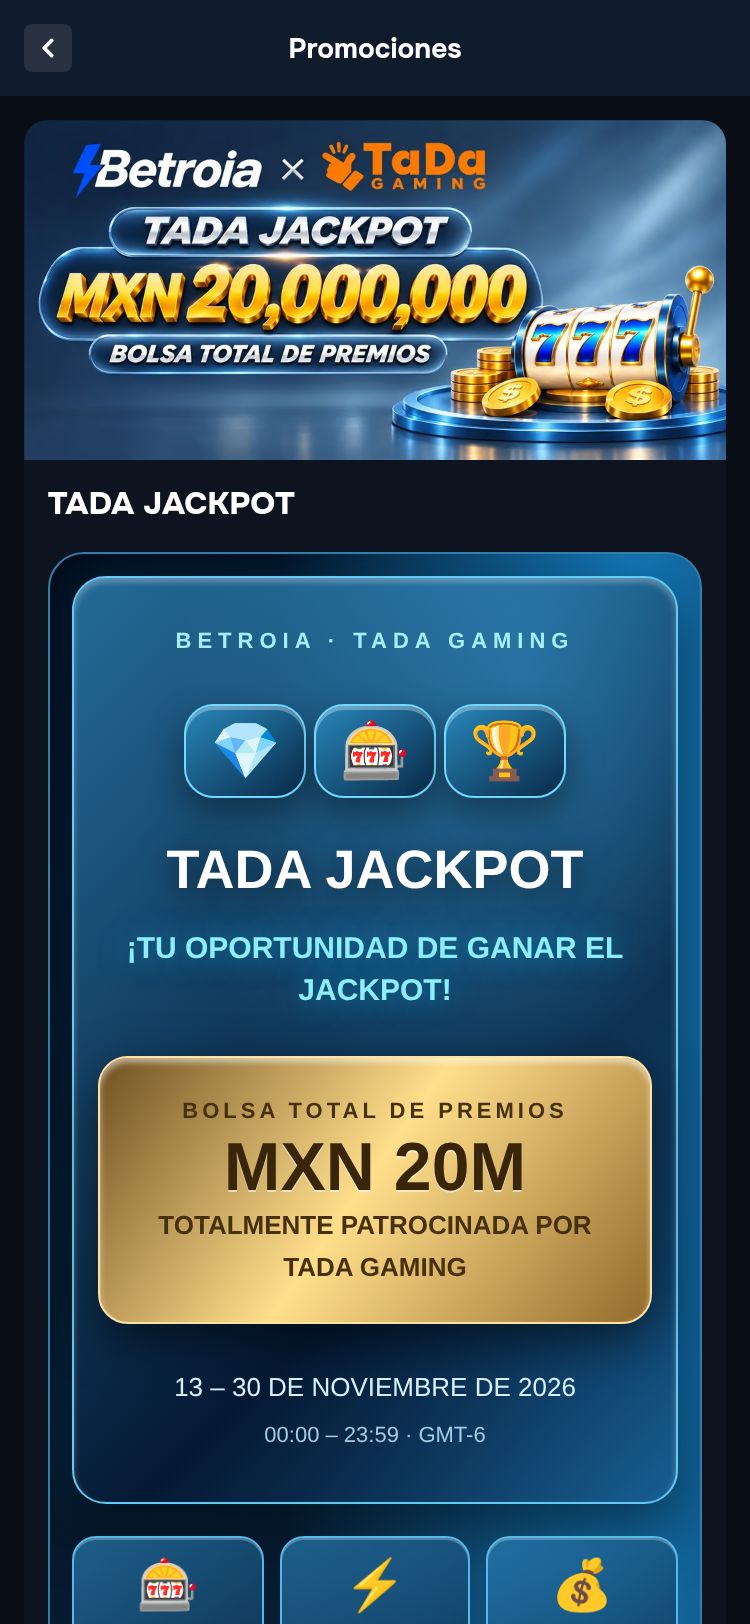 Promociones
Betroia × TaDa
GAMING
TADA JACKPOT
MXN 20,000,000
BOLSA TOTAL DE PREMIOS
777
TADA JACKPOT
BETROIA · TADA GAMING
TADA JACKPOT
¡TU OPORTUNIDAD DE GANAR EL
JACKPOT!
BOLSA TOTAL DE PREMIOS
MXN 20M
TOTALMENTE PATROCINADA POR
TADA GAMING
13 – 30 DE NOVIEMBRE DE 2026
00:00 – 23:59 · GMT-6